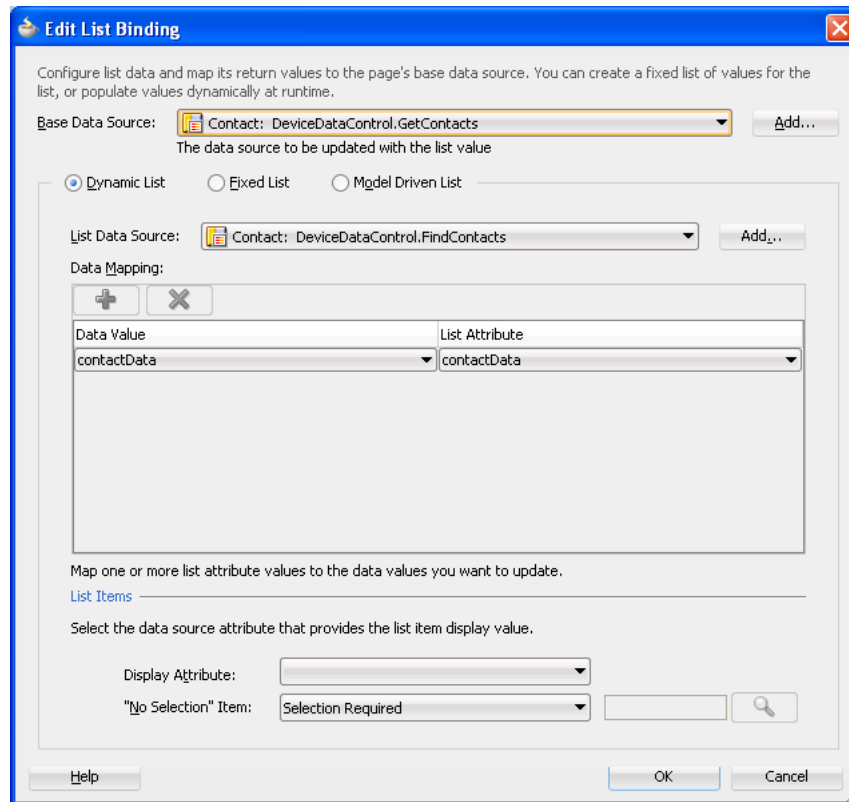 Edit List Binding
Configure list data and map its return values to the page's base data source. You can create a fixed list of values for the
list, or populate values dynamically at runtime.
Base Data Source: Contact: DeviceDataControl.GetContacts Add...
The data source to be updated with the list value
Dynamic List Fixed List Model Driven List
List Data Source: Contact: DeviceDataControl.FindContacts Add...
Data Mapping:
Data Value List Attribute
contactData contactData
Map one or more list attribute values to the data values you want to update.
List Items
Select the data source attribute that provides the list item display value.
Display Attribute:
"No Selection" Item: Selection Required
Help OK Cancel